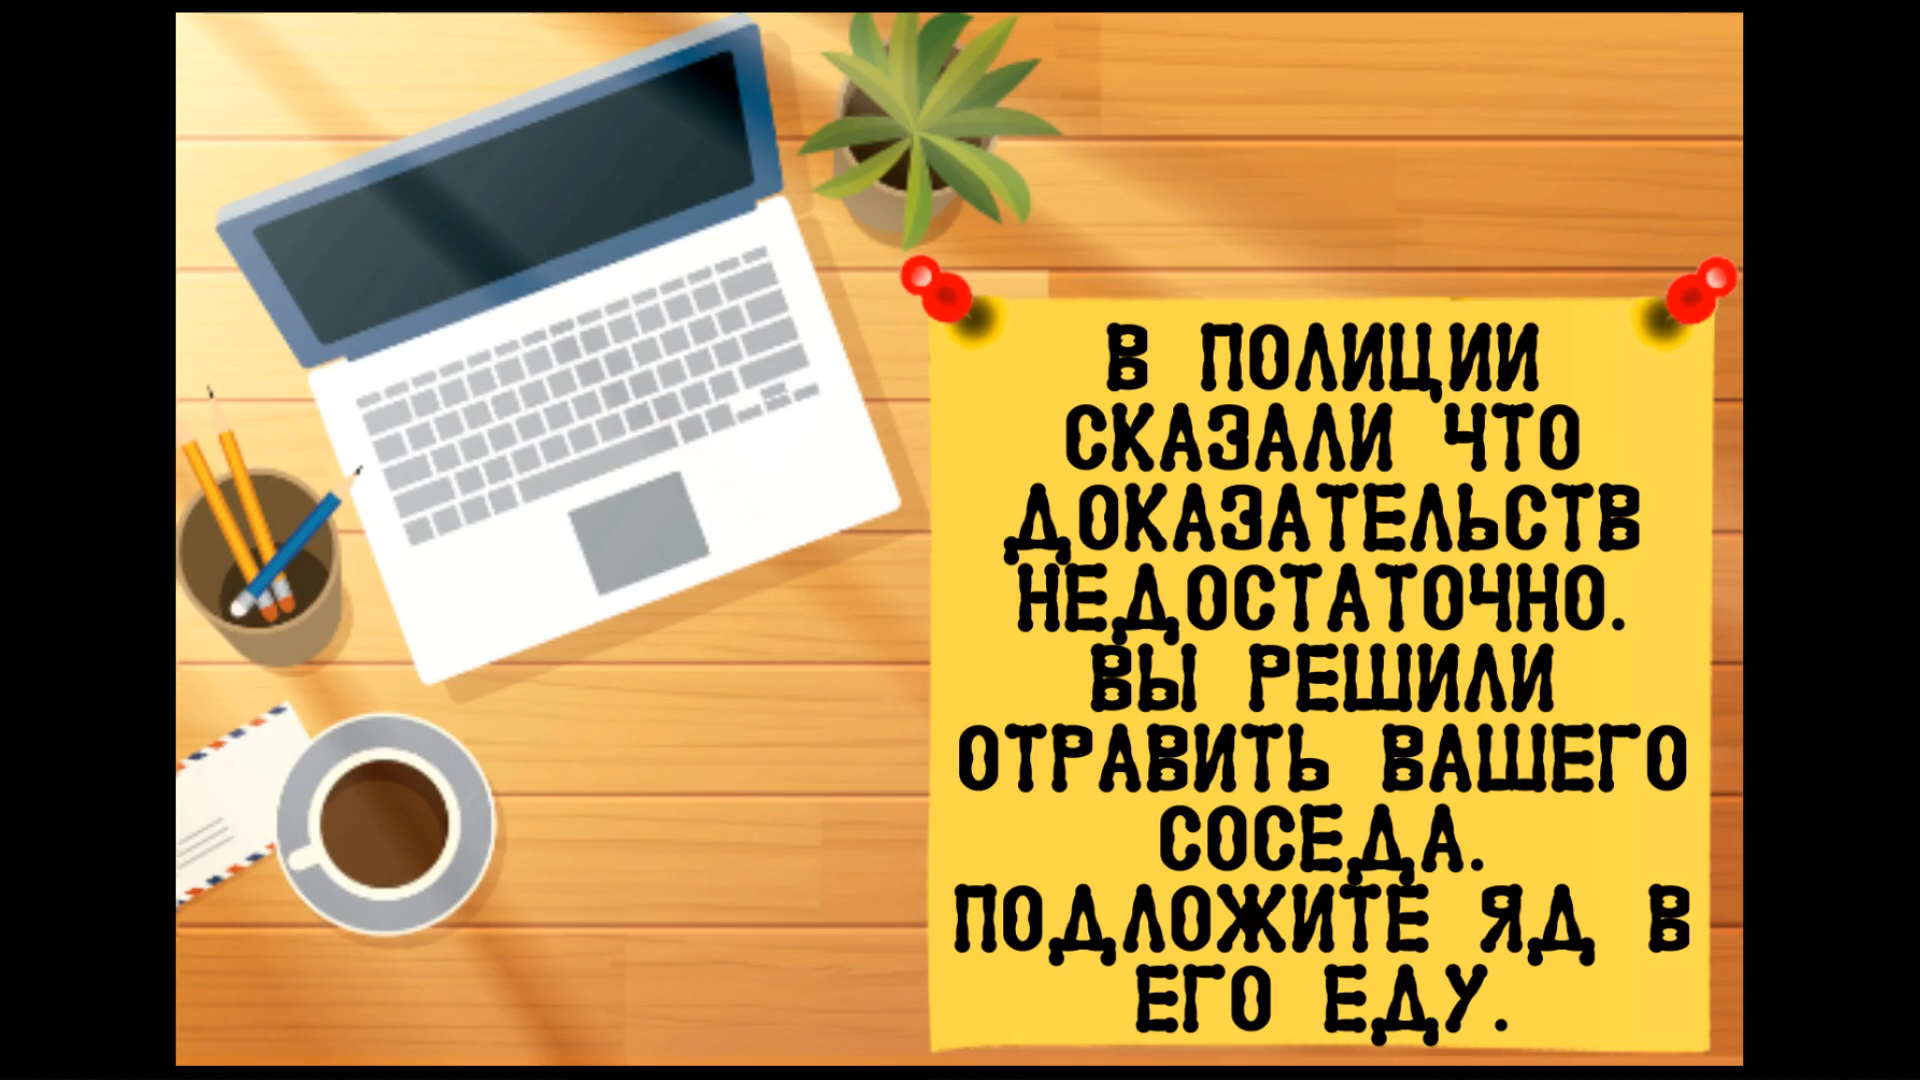 В ПОЛИЦИИ
СКАЗАЛИ ЧТО
ДОКАЗАТЕЛЬСТВ
НЕДОСТАТОЧНО.
ВЫ РЕШИЛИ
ОТРАВИТЬ ВАШЕГО
СОСЕДА.
ПОДЛОЖИТЕ ЯД В
ЕГО ЕДУ.